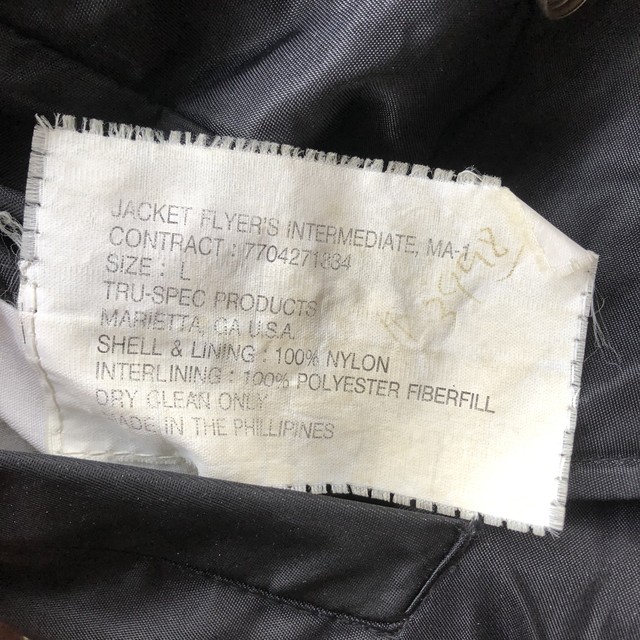 JACKET FLYER'S INTERMEDIATE, MA-1
CONTRACT : 7704271834
SIZE : L
TRU-SPEC PRODUCTS
MARIETTA, GA U.S.A.
SHELL & LINING : 100% NYLON
INTERLINING : 100% POLYESTER FIBERFILL
DRY CLEAN ONLY
MADE IN THE PHILLIPINES